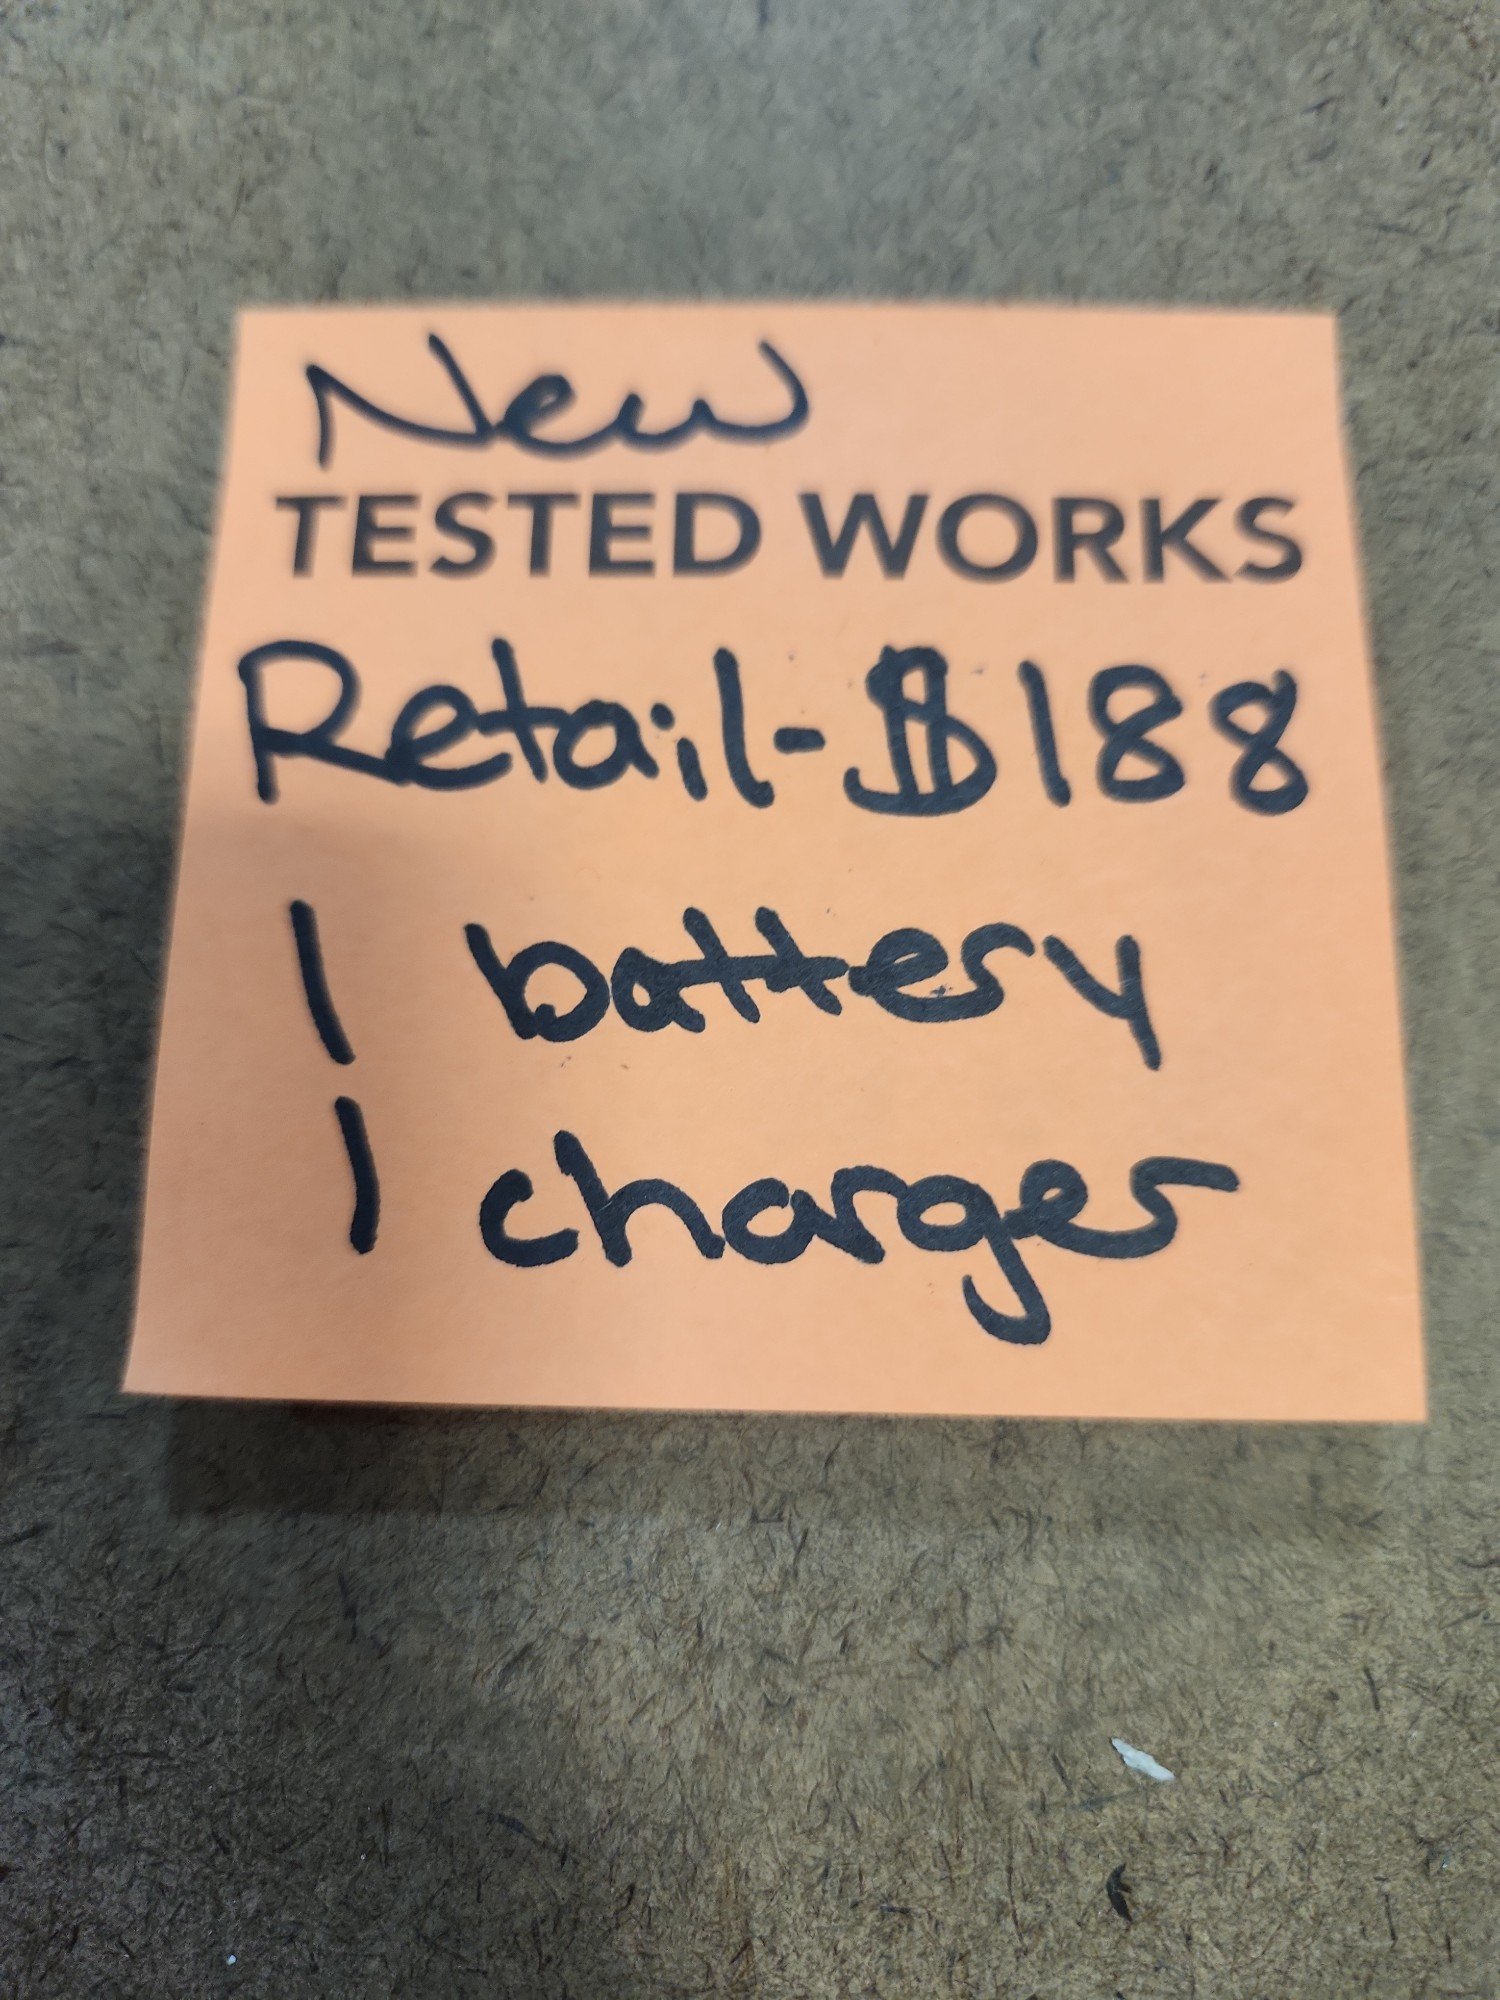 New
TESTED WORKS
Retail-$188
1 battery
1 charger